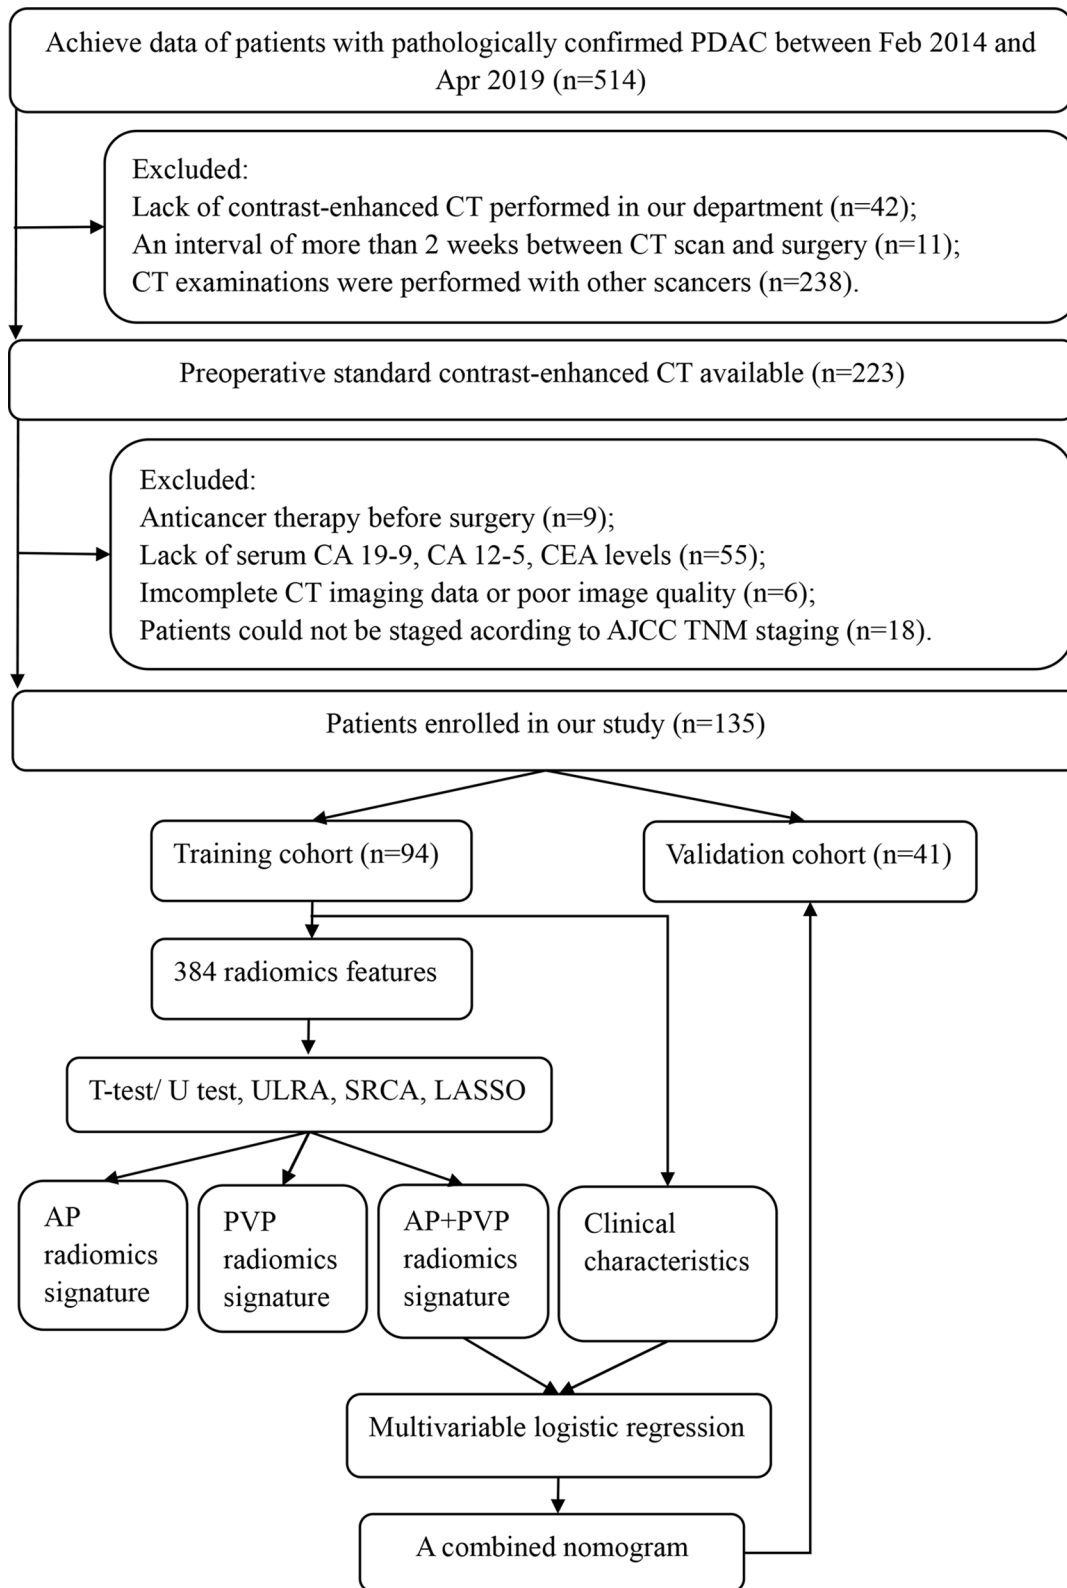 Achieve data of patients with pathologically confirmed PDAC between Feb 2014 and
Apr 2019 (n=514)
Excluded:
Lack of contrast-enhanced CT performed in our department (n=42);
An interval of more than 2 weeks between CT scan and surgery (n=11);
CT examinations were performed with other scancers (n=238).
Preoperative standard contrast-enhanced CT available (n=223)
Excluded:
Anticancer therapy before surgery (n=9);
Lack of serum CA 19-9, CA 12-5, CEA levels (n=55);
Imcomplete CT imaging data or poor image quality (n=6);
Patients could not be staged acording to AJCC TNM staging (n=18).
Patients enrolled in our study (n=135)
Training cohort (n=94)
Validation cohort (n=41)
384 radiomics features
T-test/ U test, ULRA, SRCA, LASSO
AP
radiomics
signature
PVP
radiomics
signature
AP+PVP
radiomics
signature
Clinical
characteristics
Multivariable logistic regression
A combined nomogram